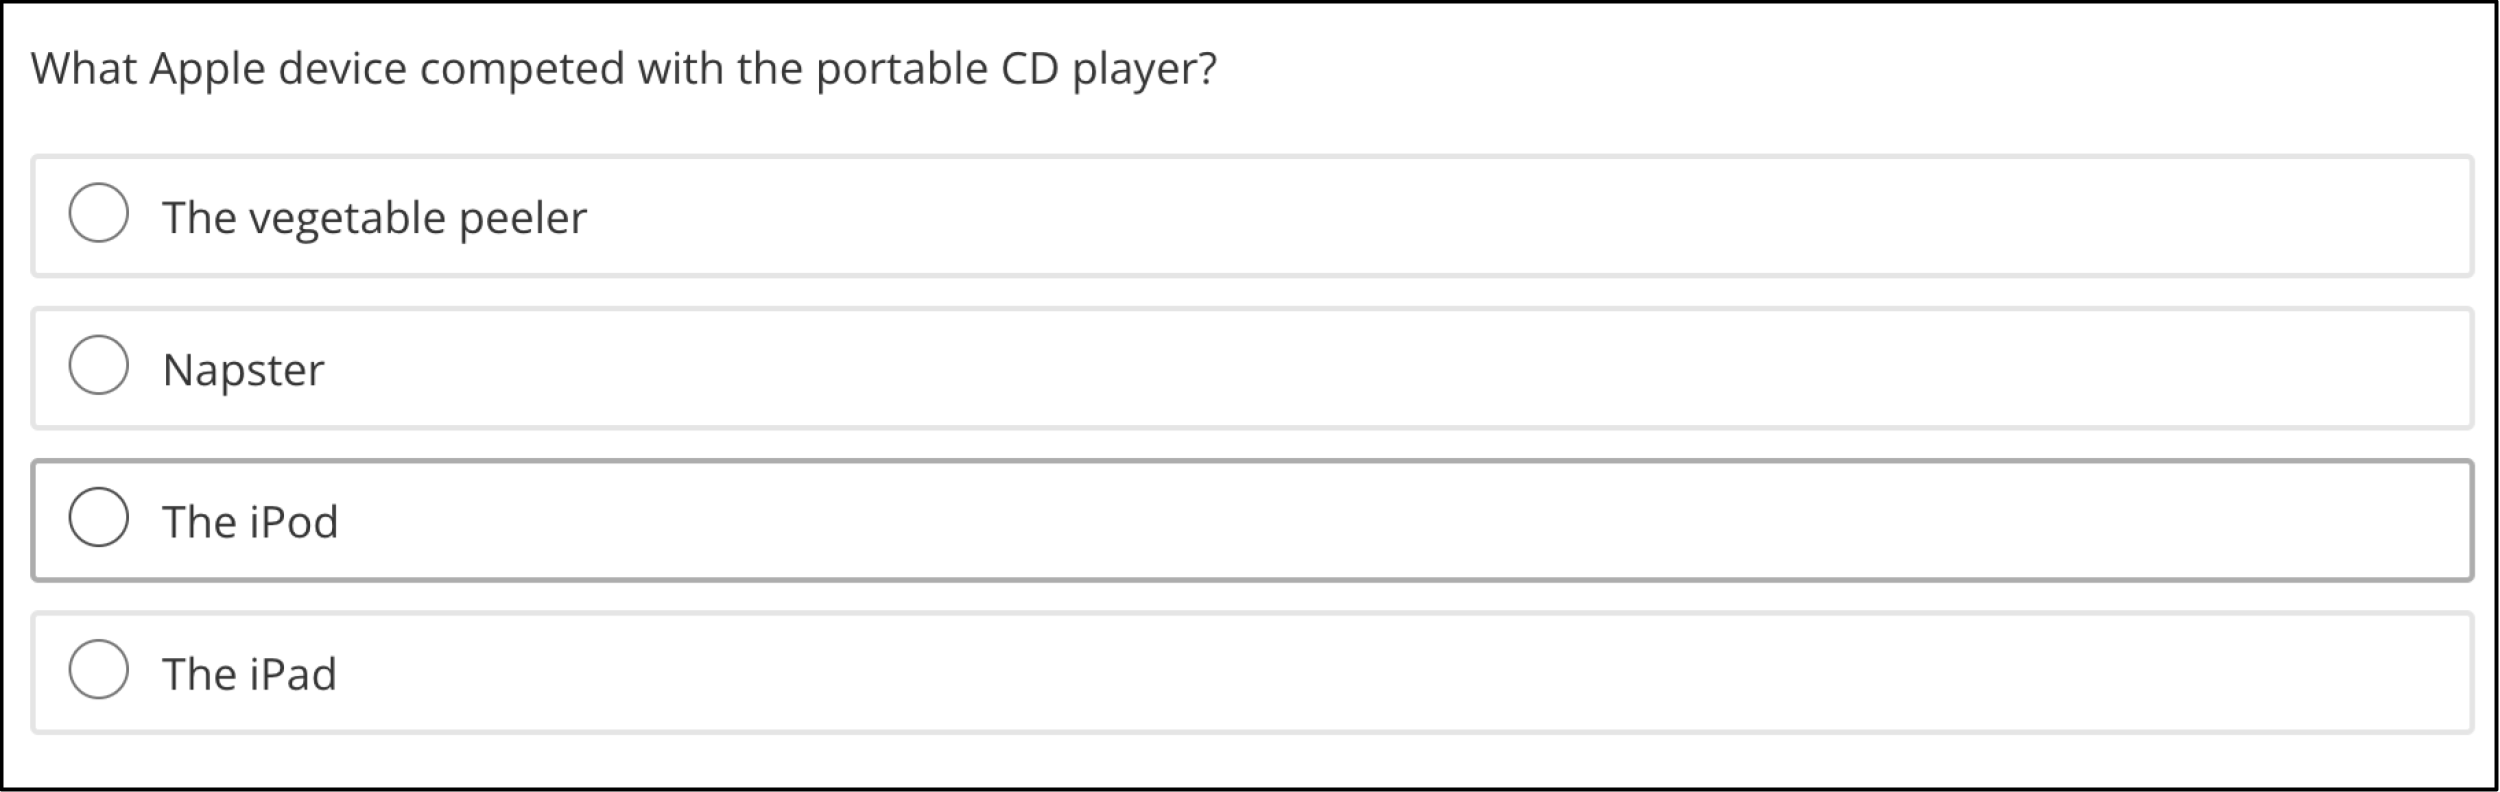 What Apple device competed with the portable CD player?
The vegetable peeler
Napster
The iPod
The iPad